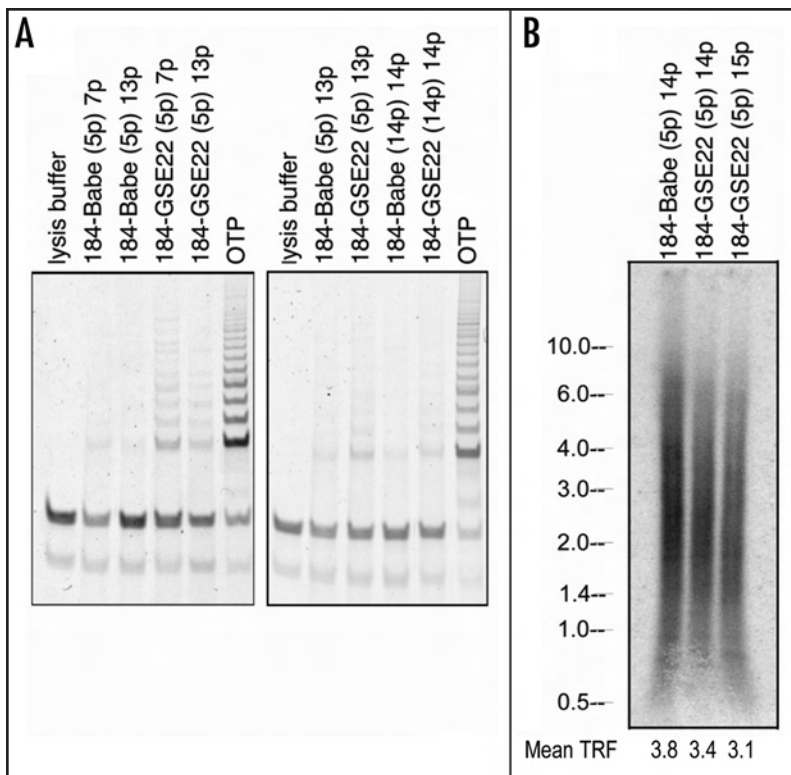 A
lysis buffer
184-Babe (5p) 7p
184-Babe (5p) 13p
184-GSE22 (5p) 7p
184-GSE22 (5p) 13p
OTP
lysis buffer
184-Babe (5p) 13p
184-GSE22 (5p) 13p
184-Babe (14p) 14p
184-GSE22 (14p) 14p
OTP
B
184-Babe (5p) 14p
184-GSE22 (5p) 14p
184-GSE22 (5p) 15p
10.0--
6.0--
4.0--
3.0--
2.0--
1.4--
1.0--
0.5--
Mean TRF 3.8 3.4 3.1